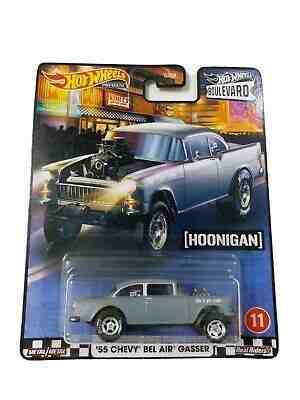 Hot Wheels
PREMIUM
Hot Wheels
BOULEVARD
[HOONIGAN]
11
'55 CHEVY® BEL AIR® GASSER
METAL/METAL
Real Riders®